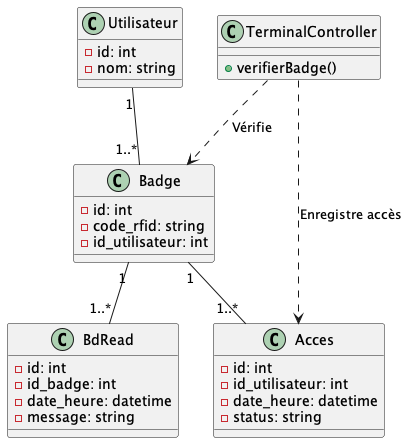 C Utilisateur
id: int
nom: string
C TerminalController
verifierBadge()
1
1..*
Vérifie
Enregistre accès
C Badge
id: int
code_rfid: string
id_utilisateur: int
1
1
1..*
1..*
C BdRead
id: int
id_badge: int
date_heure: datetime
message: string
C Acces
id: int
id_utilisateur: int
date_heure: datetime
status: string